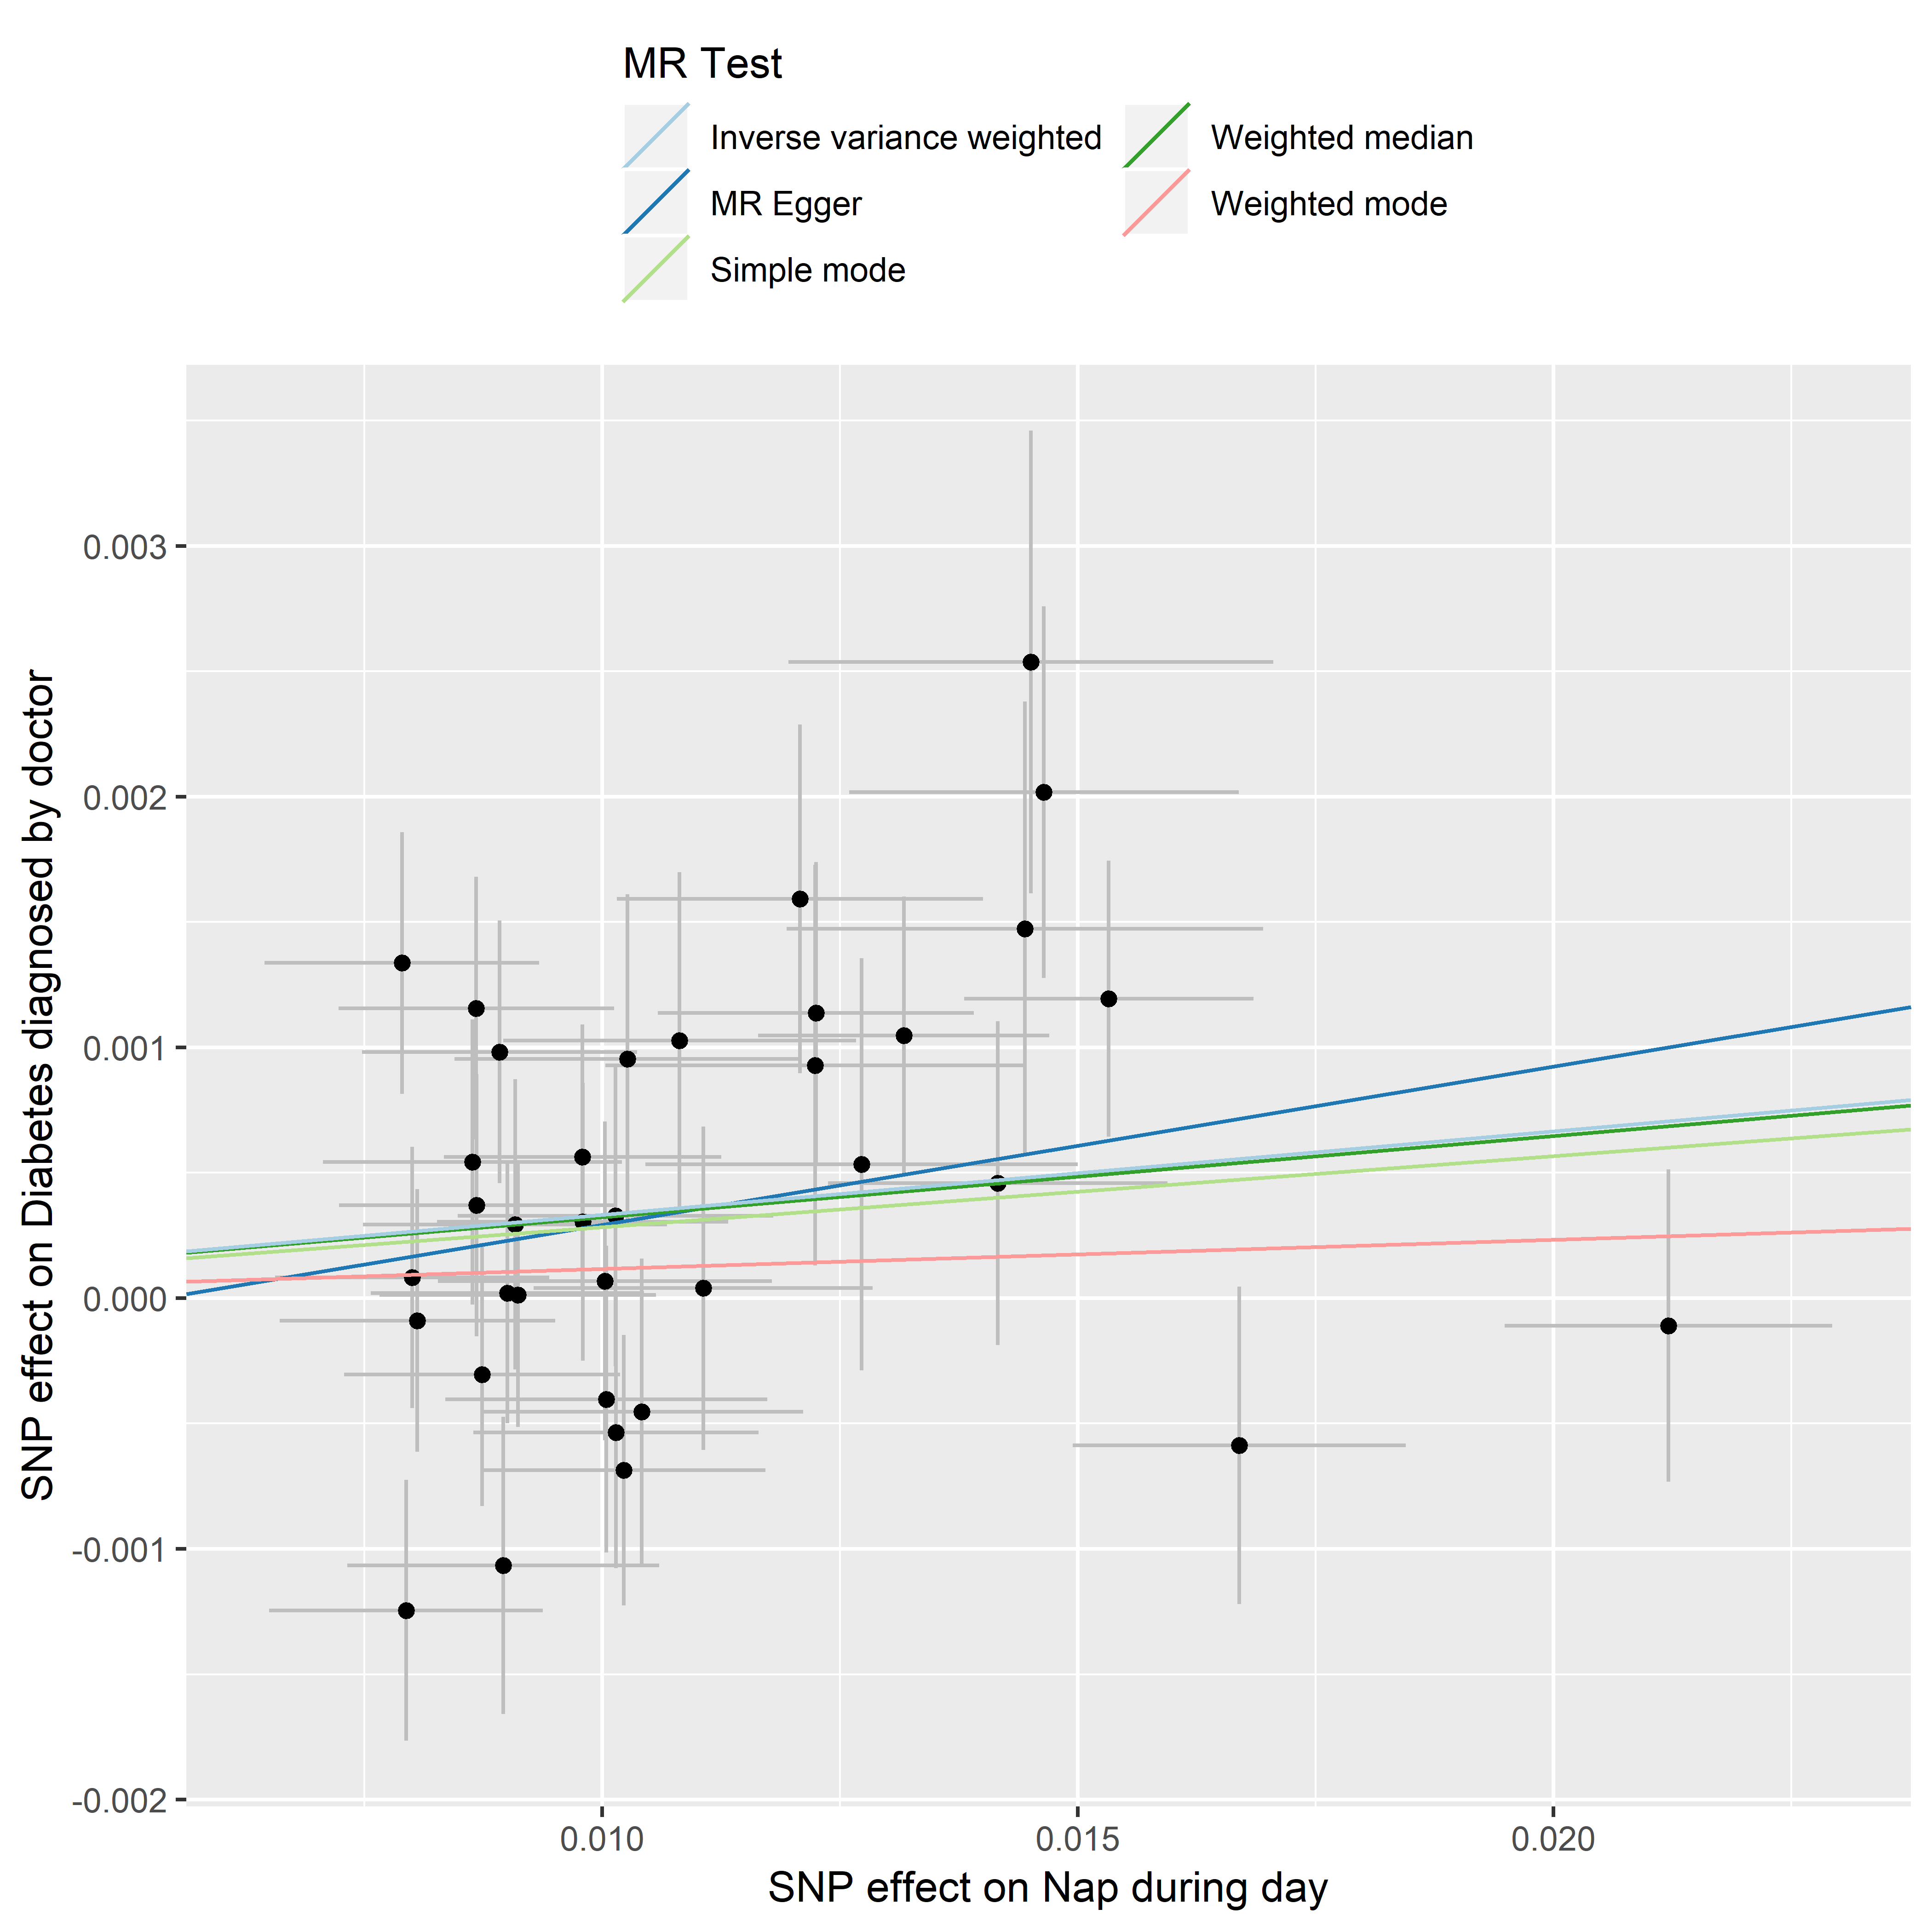 MR Test
Inverse variance weighted
Weighted median
MR Egger
Weighted mode
Simple mode
SNP effect on Diabetes diagnosed by doctor
0.003
0.002
0.001
0.000
-0.001
-0.002
0.010
0.015
0.020
SNP effect on Nap during day